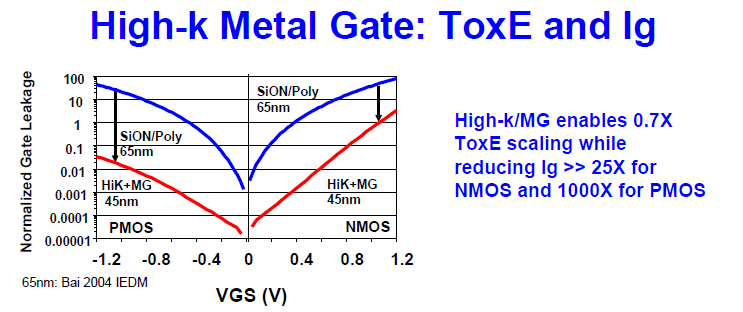 High-k Metal Gate: ToxE and Ig
Normalized Gate Leakage
100
10
1
0.1
0.01
0.001
0.0001
0.00001
SiON/Poly
65nm
SiON/Poly
65nm
HiK+MG
45nm
HiK+MG
45nm
PMOS
NMOS
-1.2 -0.8 -0.4 0 0.4 0.8 1.2
VGS (V)
65nm: Bai 2004 IEDM
High-k/MG enables 0.7X
ToxE scaling while
reducing Ig >> 25X for
NMOS and 1000X for PMOS